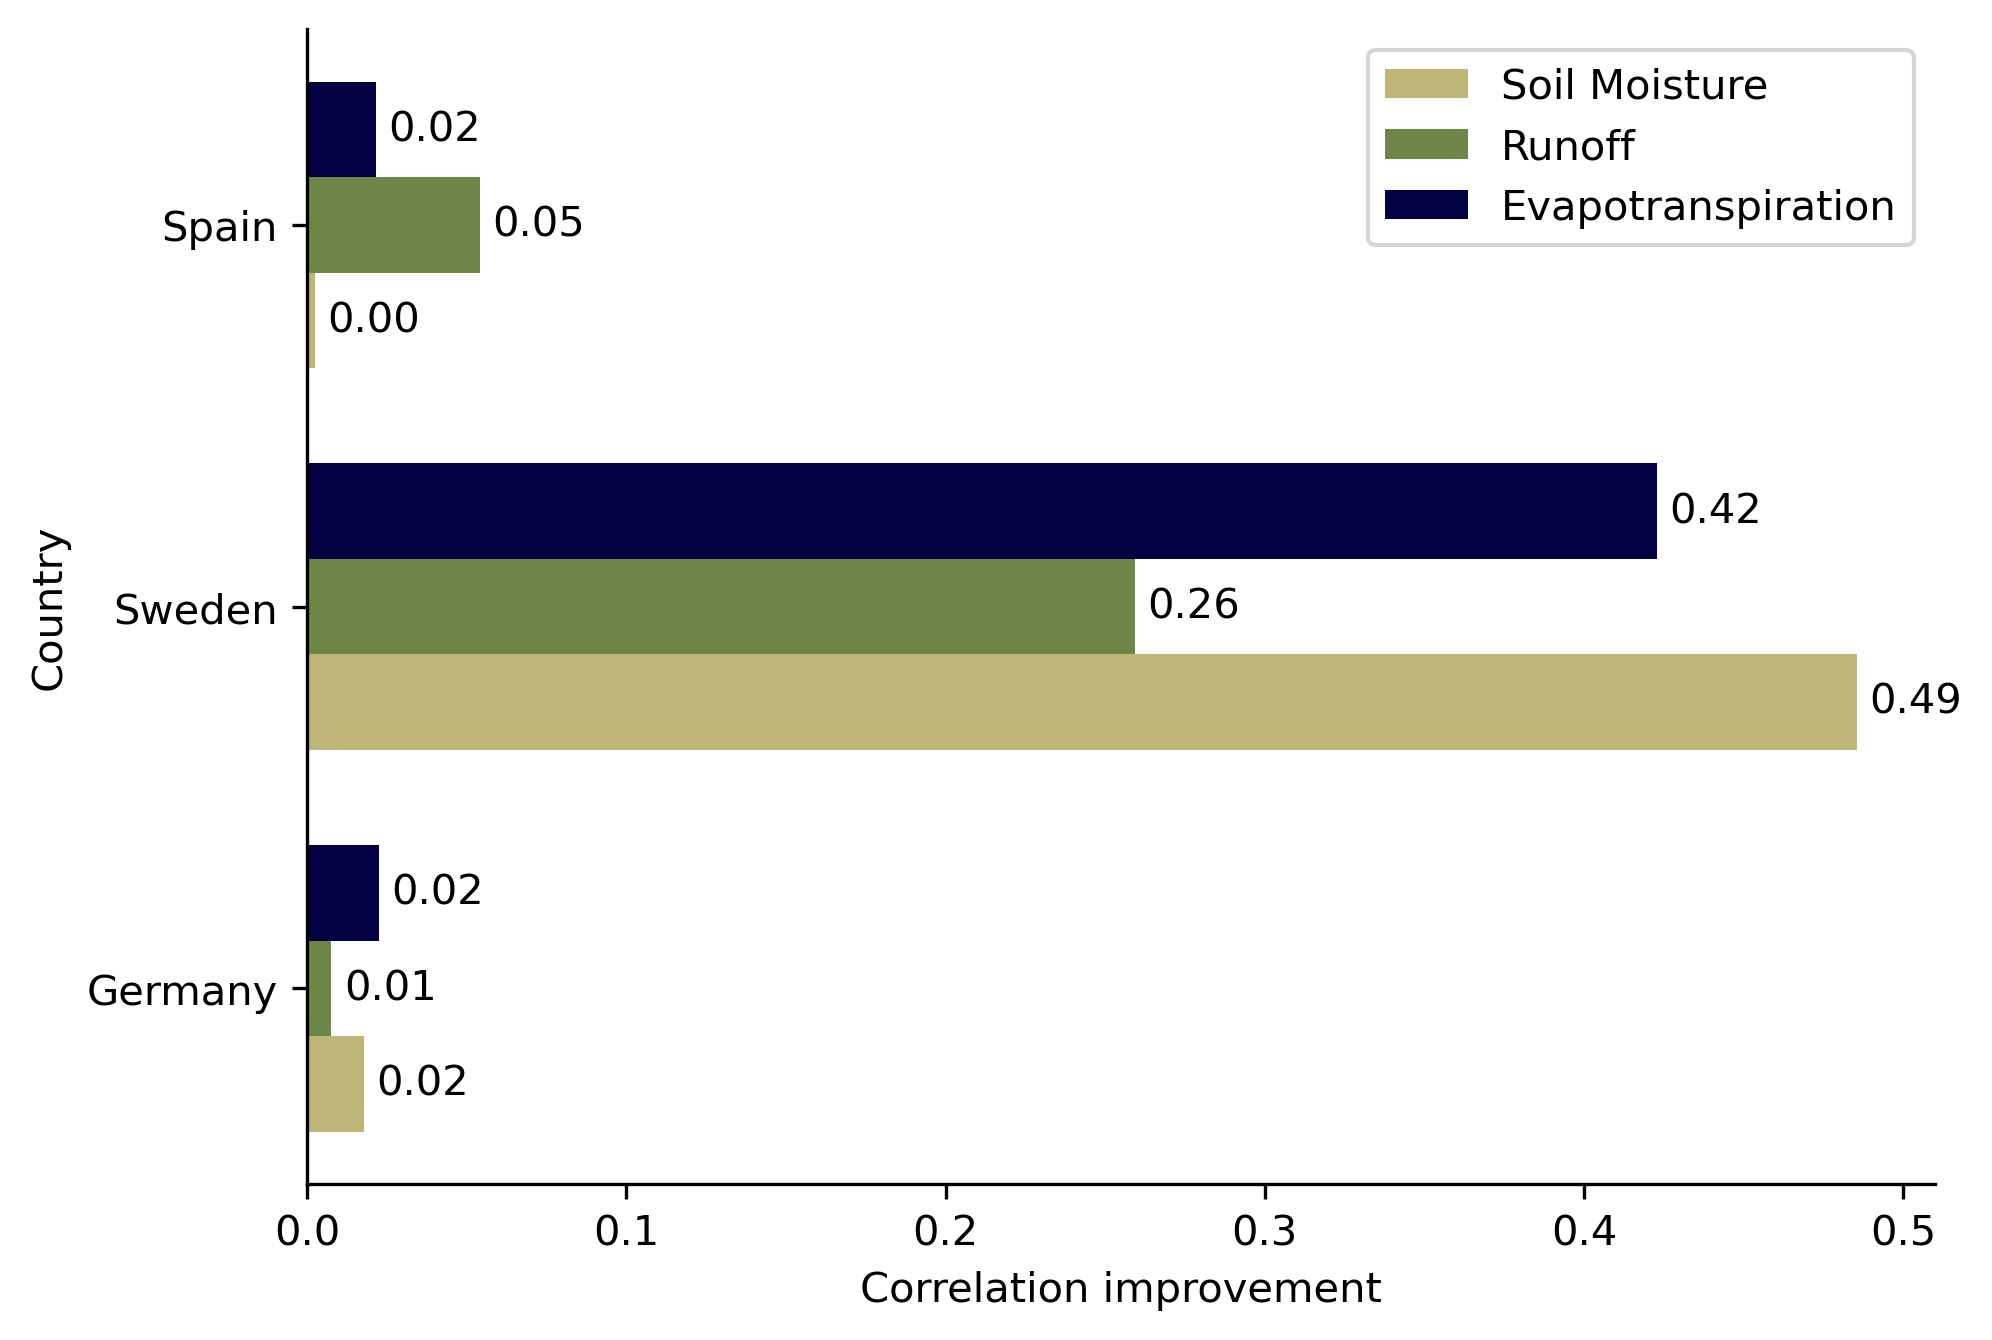 Soil Moisture
Runoff
Evapotranspiration
0.02
0.05
0.00
Spain
0.42
0.26
0.49
Sweden
0.02
0.01
0.02
Germany
Country
0.0 0.1 0.2 0.3 0.4 0.5
Correlation improvement